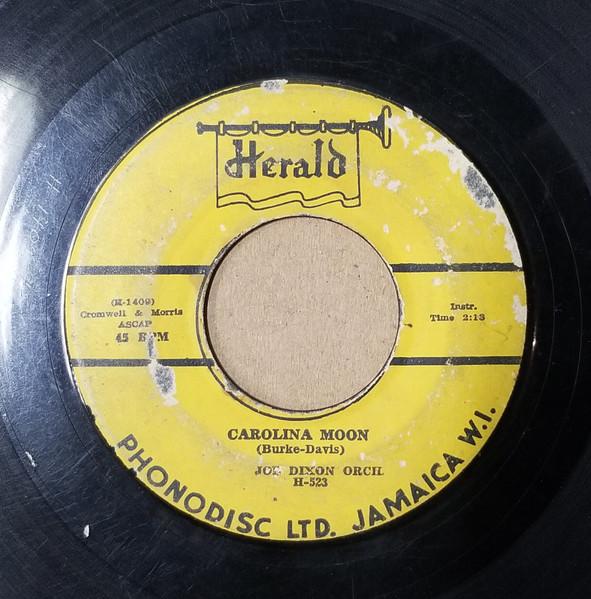 Herald
(H-1409)
Cromwell & Morris
ASCAP
45 RPM
Instr.
Time 2:13
CAROLINA MOON
(Burke-Davis)
JOE DIXON ORCH.
H-523
PHONODISC LTD. JAMAICA W.I.